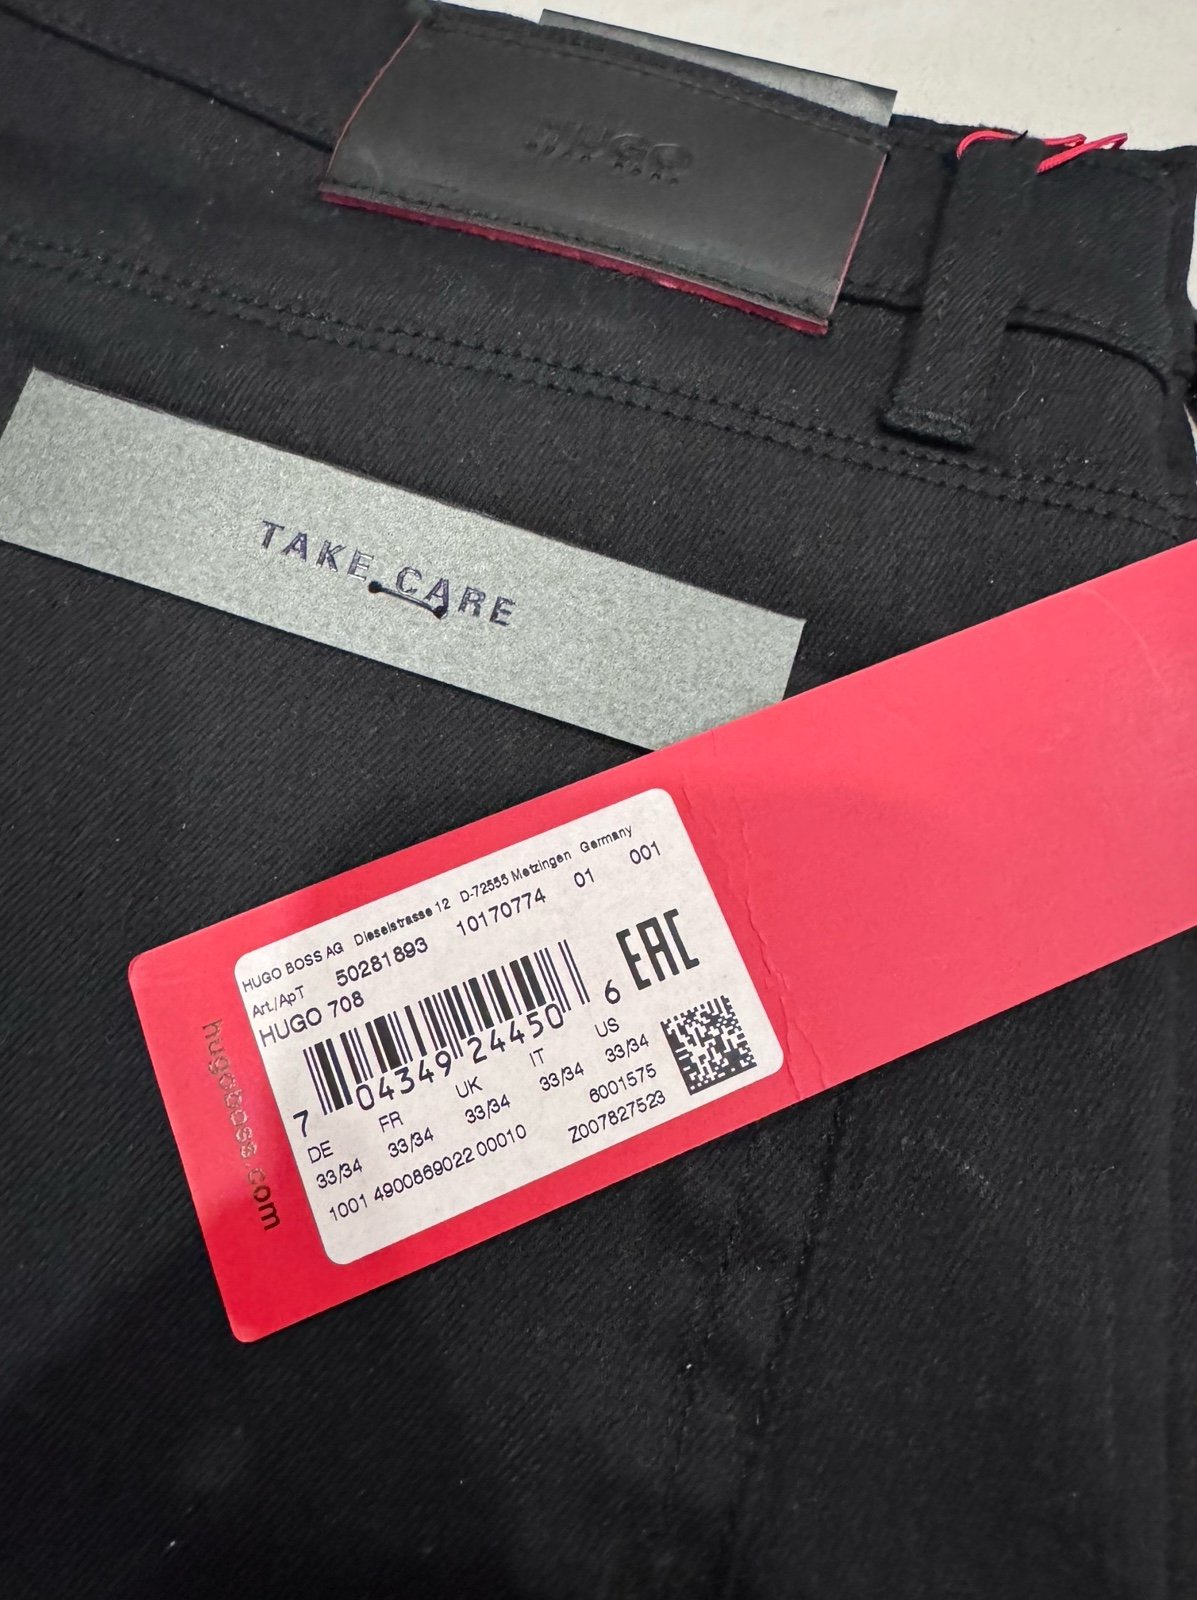 HUGO
TAKE CARE
HUGO BOSS AG Dieselstrasse 12 D-72555 Metzingen Germany
Art./АрТ 50281893 10170774 01 001
HUGO 708
EAC
7 04349 24450 6
DE FR UK IT US
33/34 33/34 33/34 33/34 33/34
1001 4900869022 00010 6001575
Z007827523
hugoboss.com